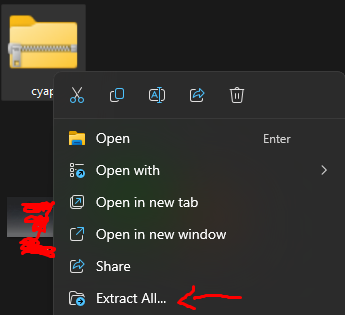 cyap
Open Enter
Open with
Open in new tab
Open in new window
Share
Extract All...